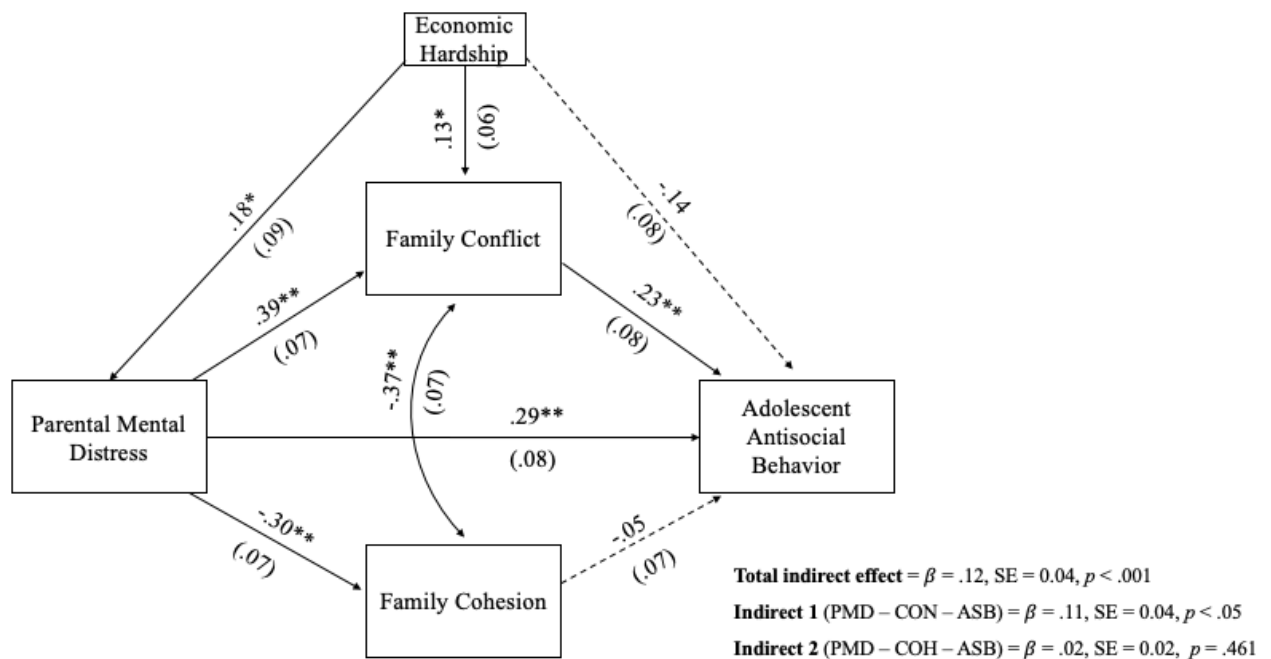 Economic
Hardship
.13*
(.06)
.18*
(.09)
-.14
(.08)
Family Conflict
.39**
(.07)
.23**
(.08)
-.37**
(.07)
Parental Mental
Distress
.29**
(.08)
Adolescent
Antisocial
Behavior
-.30**
(.07)
-.05
(.07)
Family Cohesion
Total indirect effect = β = .12, SE = 0.04, p < .001
Indirect 1 (PMD – CON – ASB) = β = .11, SE = 0.04, p < .05
Indirect 2 (PMD – COH – ASB) = β = .02, SE = 0.02, p = .461